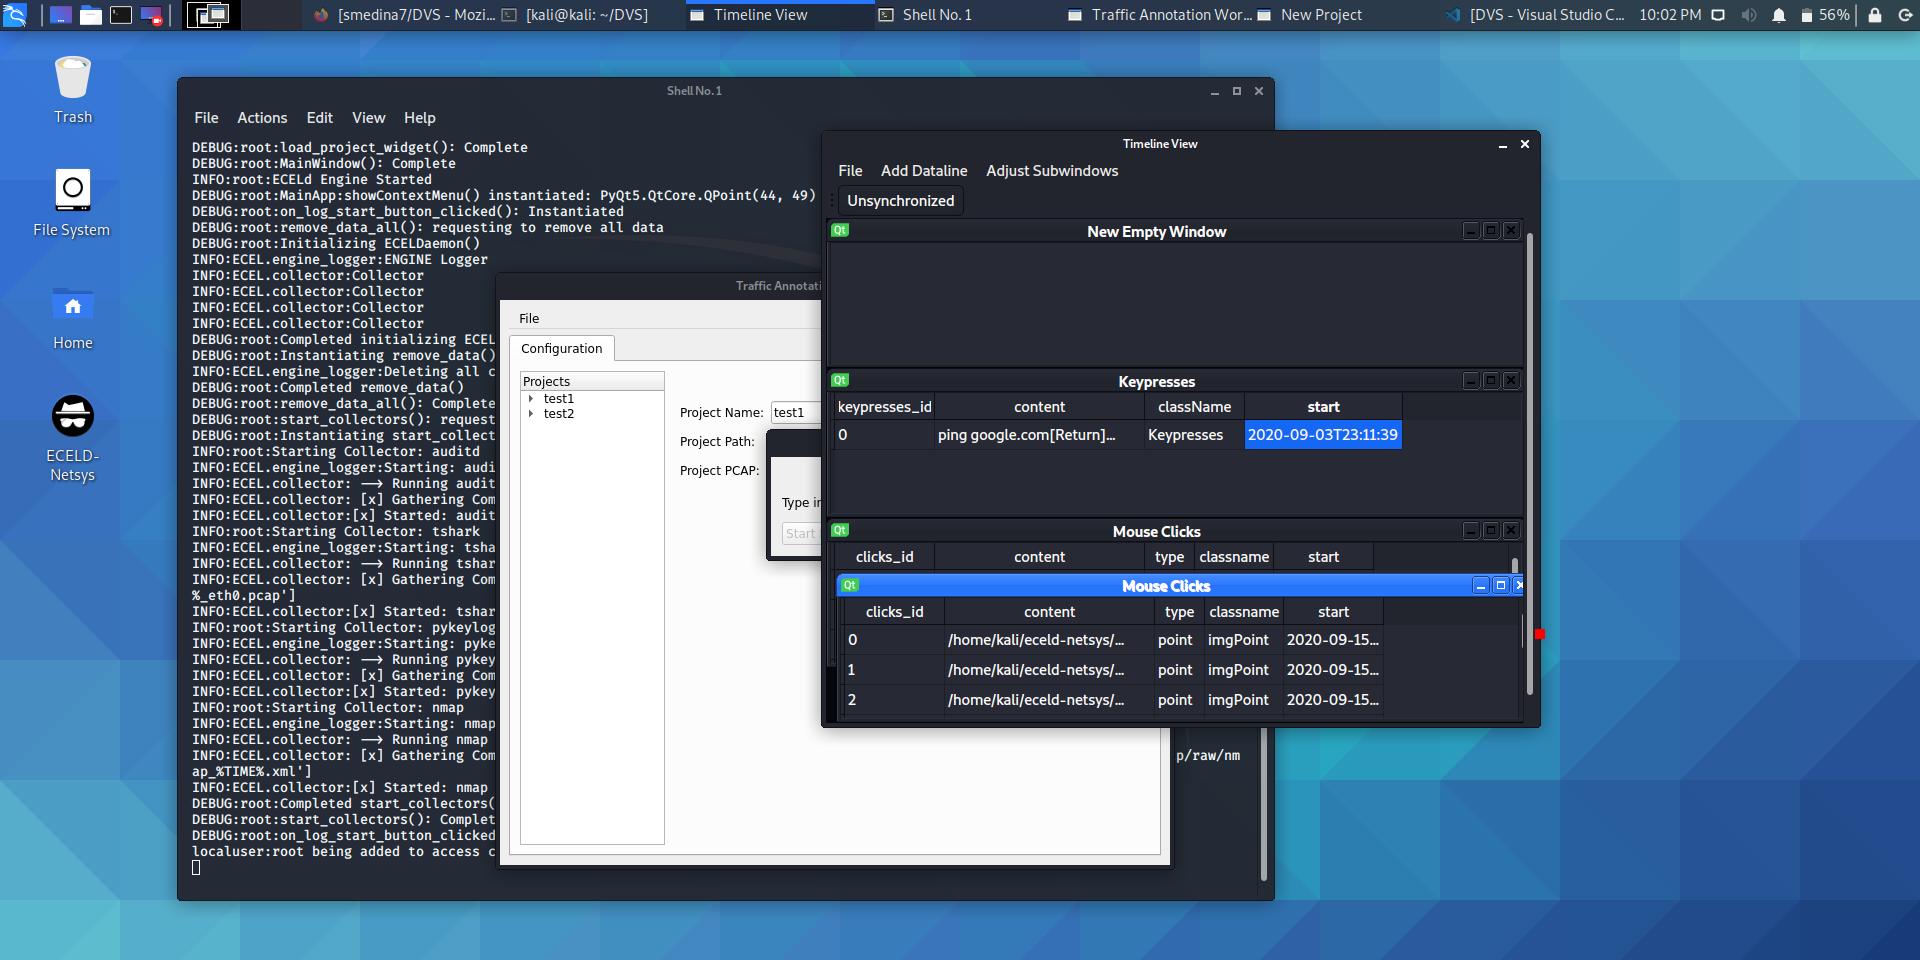 [smedina7/DVS - Mozi...
[kali@kali: ~/DVS]
Timeline View
Shell No. 1
Traffic Annotation Wor...
New Project
[DVS - Visual Studio C...
10:02 PM
56%
Trash
File System
Home
ECELD-
Netsys
Shell No. 1
File Actions Edit View Help
DEBUG:root:load_project_widget(): Complete
DEBUG:root:MainWindow(): Complete
INFO:root:ECELd Engine Started
DEBUG:root:MainApp:showContextMenu() instantiated: PyQt5.QtCore.QPoint(44, 49)
DEBUG:root:on_log_start_button_clicked(): Instantiated
DEBUG:root:remove_data_all(): requesting to remove all data
DEBUG:root:Initializing ECELDaemon()
INFO:ECEL.engine_logger:ENGINE Logger
INFO:ECEL.collector:Collector
INFO:ECEL.collector:Collector
INFO:ECEL.collector:Collector
INFO:ECEL.collector:Collector
DEBUG:root:Completed initializing ECEL
DEBUG:root:Instantiating remove_data()
INFO:ECEL.engine_logger:Deleting all c
DEBUG:root:Completed remove_data()
DEBUG:root:remove_data_all(): Complete
DEBUG:root:start_collectors(): request
DEBUG:root:Instantiating start_collect
INFO:root:Starting Collector: auditd
INFO:ECEL.engine_logger:Starting: audi
INFO:ECEL.collector: --> Running audit
INFO:ECEL.collector: [x] Gathering Com
INFO:ECEL.collector:[x] Started: audit
INFO:root:Starting Collector: tshark
INFO:ECEL.engine_logger:Starting: tsha
INFO:ECEL.collector: --> Running tshar
INFO:ECEL.collector: [x] Gathering Com
%_eth0.pcap']
INFO:ECEL.collector:[x] Started: tshar
INFO:root:Starting Collector: pykeylog
INFO:ECEL.engine_logger:Starting: pyke
INFO:ECEL.collector: --> Running pykey
INFO:ECEL.collector: [x] Gathering Com
INFO:ECEL.collector:[x] Started: pykey
INFO:root:Starting Collector: nmap
INFO:ECEL.engine_logger:Starting: nmap
INFO:ECEL.collector: --> Running nmap
INFO:ECEL.collector: [x] Gathering Com
p/raw/nm
ap_%TIME%.xml']
INFO:ECEL.collector:[x] Started: nmap
DEBUG:root:Completed start_collectors(
DEBUG:root:start_collectors(): Complet
DEBUG:root:on_log_start_button_clicked
localuser:root being added to access c
Traffic Annotati
File
Configuration
Projects
test1
test2
Project Name: test1
Project Path:
Project PCAP:
Type in
Start
Timeline View
File Add Dataline Adjust Subwindows
Unsynchronized
Qt New Empty Window
Qt Keypresses
keypresses_id content className start
0 ping google.com[Return]... Keypresses 2020-09-03T23:11:39
Qt Mouse Clicks
clicks_id content type classname start
Qt Mouse Clicks
clicks_id content type classname start
0 /home/kali/eceld-netsys/... point imgPoint 2020-09-15...
1 /home/kali/eceld-netsys/... point imgPoint 2020-09-15...
2 /home/kali/eceld-netsys/... point imgPoint 2020-09-15...